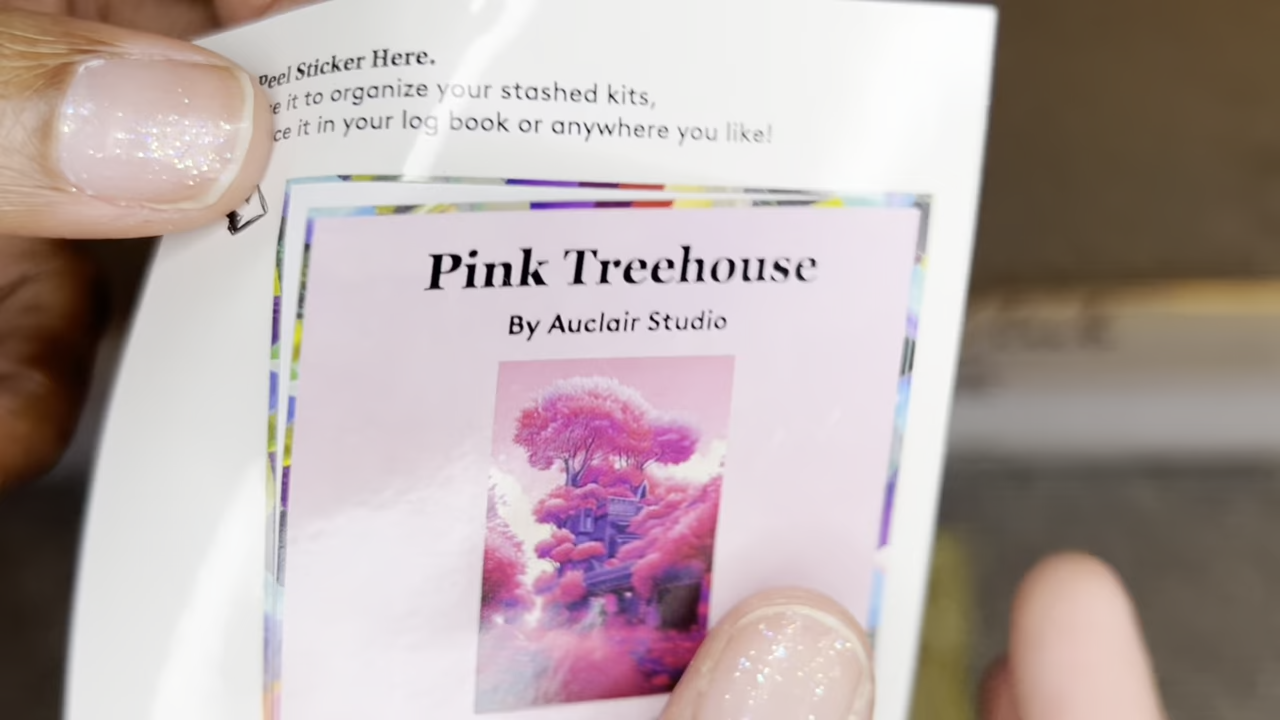 Peel Sticker Here.
it to organize your stashed kits,
it in your log book or anywhere you like!
Pink Treehouse
By Auclair Studio